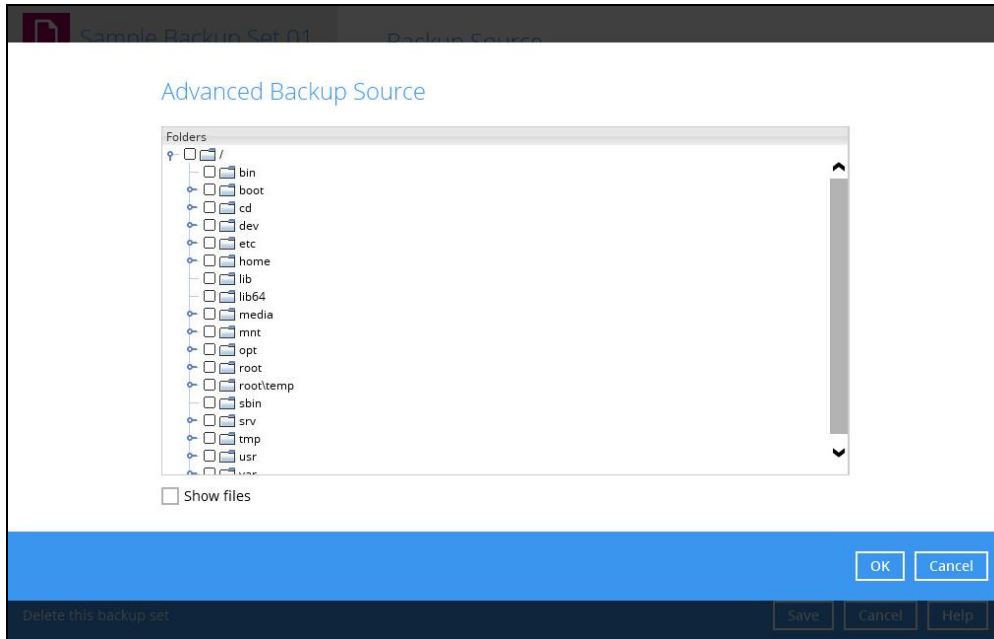 Sample Backup Set 01
Backup Source
Advanced Backup Source
Folders
/
bin
boot
cd
dev
etc
home
lib
lib64
media
mnt
opt
root
root\temp
sbin
srv
tmp
usr
var
Show files
OK Cancel
Delete this backup set Save Cancel Help